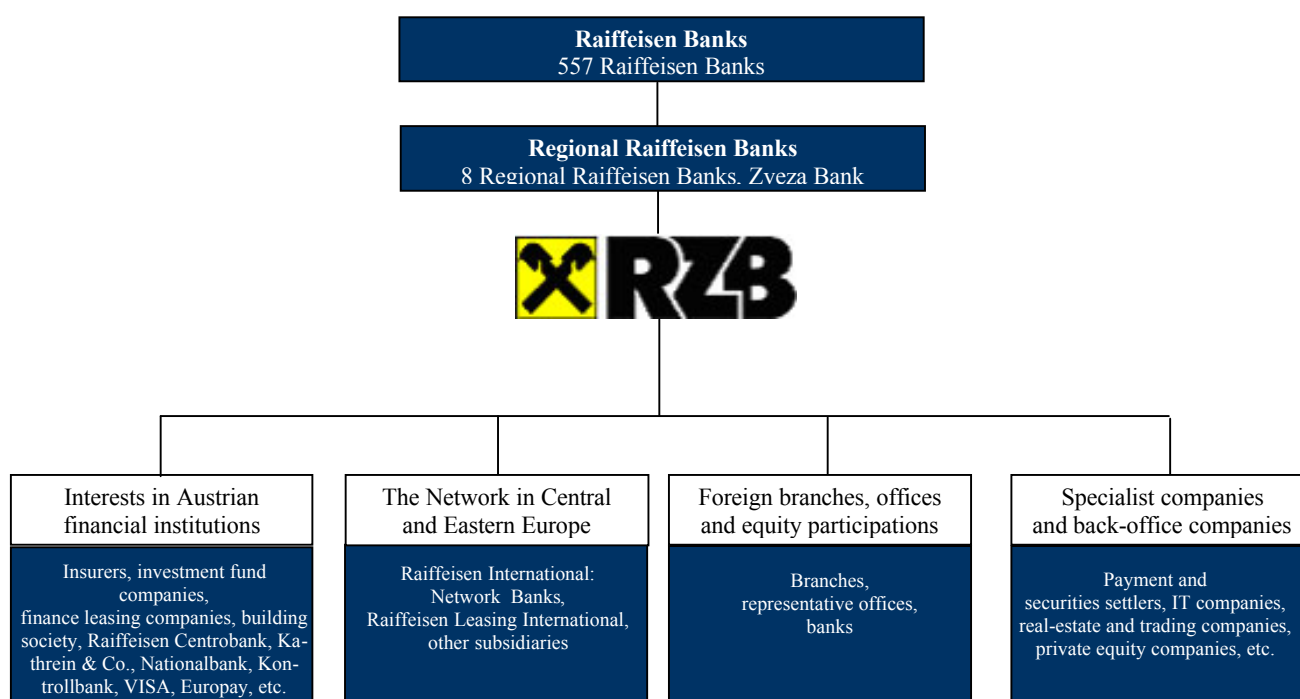 Raiffeisen Banks
557 Raiffeisen Banks
Regional Raiffeisen Banks
8 Regional Raiffeisen Banks, Zveza Bank
RZB
Interests in Austrian
financial institutions
Insurers, investment fund
companies,
finance leasing companies, building
society, Raiffeisen Centrobank, Ka-
threin & Co., Nationalbank, Kon-
trollbank, VISA, Europay, etc.
The Network in Central
and Eastern Europe
Raiffeisen International:
Network Banks,
Raiffeisen Leasing International,
other subsidiaries
Foreign branches, offices
and equity participations
Branches,
representative offices,
banks
Specialist companies
and back-office companies
Payment and
securities settlers, IT companies,
real-estate and trading companies,
private equity companies, etc.